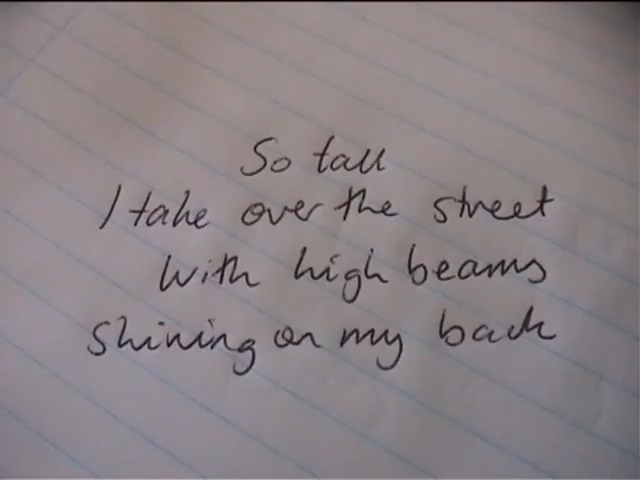 So tall
I take over the street
With high beams
shining on my back